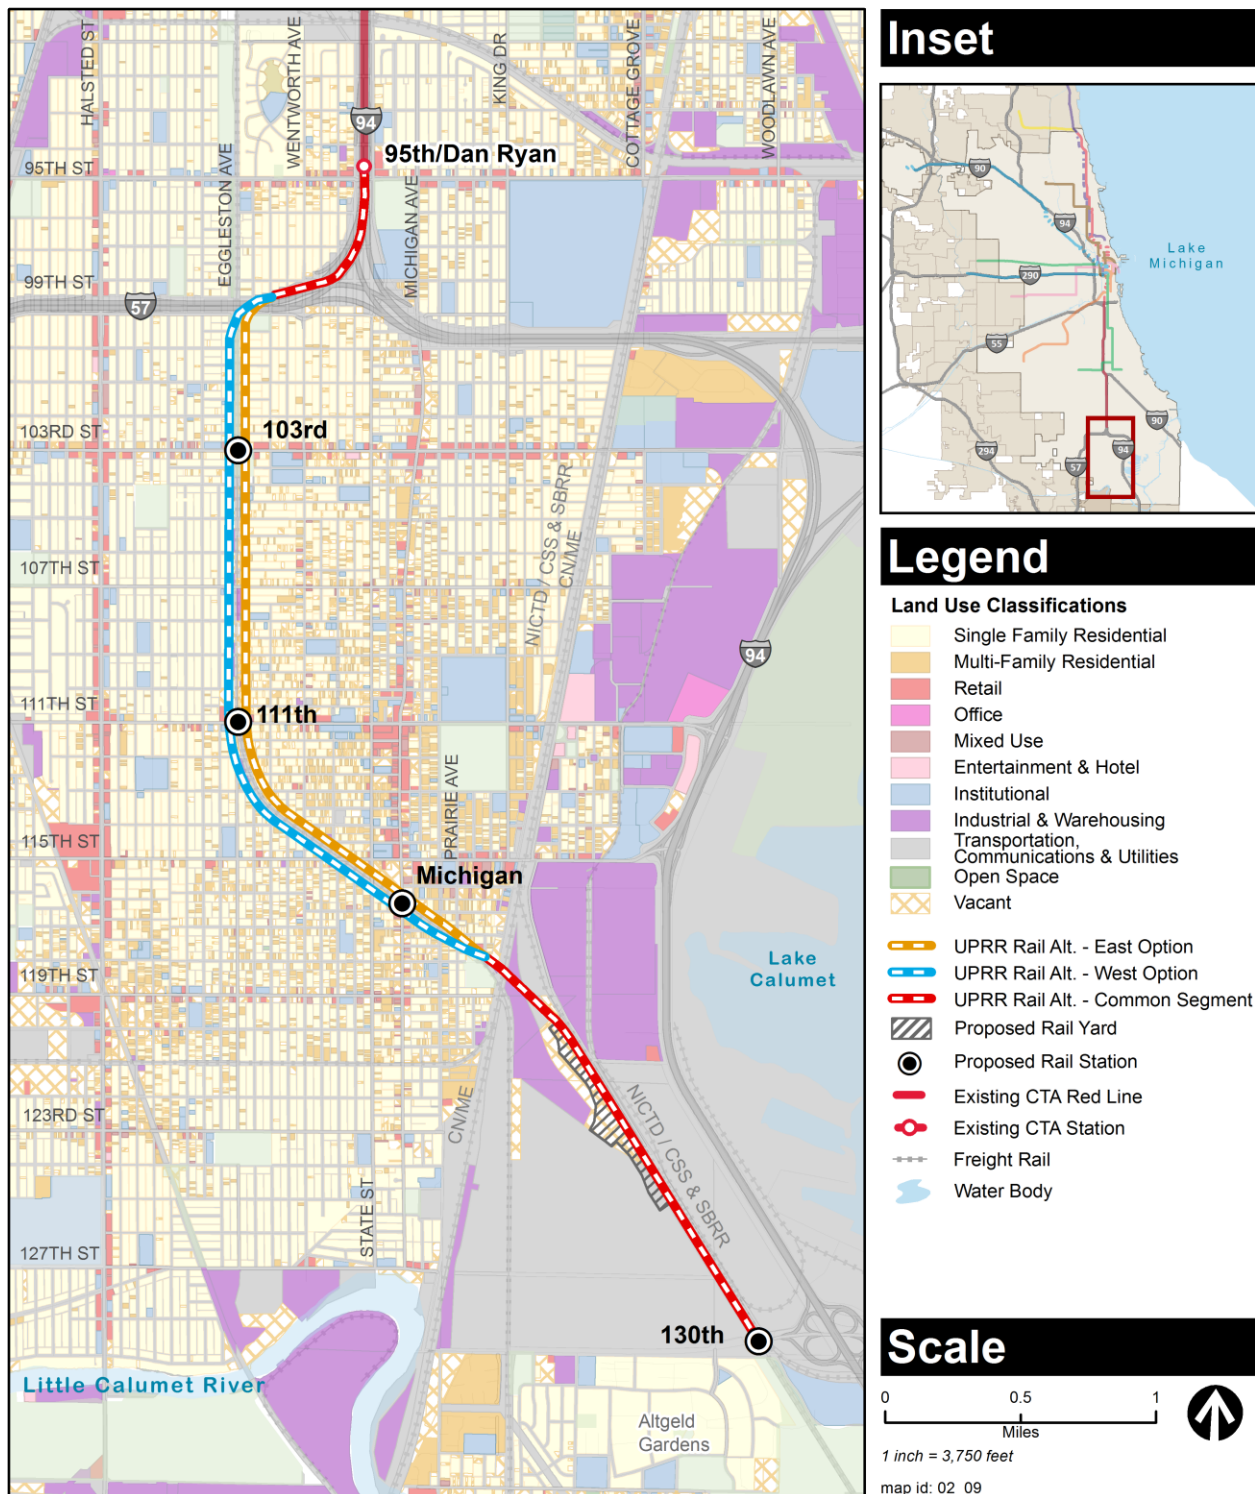 HALSTED ST
EGGLESTON AVE
WENTWORTH AVE
94
KING DR
COTTAGE GROVE
WOODLAWN AVE
95TH ST
95th/Dan Ryan
MICHIGAN AVE
99TH ST
57
103RD ST
103rd
NICTD / CSS & SBRR
CN/ME
107TH ST
94
111TH ST
111th
PRAIRIE AVE
115TH ST
Michigan
119TH ST
Lake
Calumet
123RD ST
CN/ME
NICTD / CSS & SBRR
STATE ST
127TH ST
130th
Little Calumet River
Altgeld
Gardens
Inset
90
94
Lake
Michigan
290
55
90
294
57
94
Legend
Land Use Classifications
Single Family Residential
Multi-Family Residential
Retail
Office
Mixed Use
Entertainment & Hotel
Institutional
Industrial & Warehousing
Transportation,
Communications & Utilities
Open Space
Vacant
UPRR Rail Alt. - East Option
UPRR Rail Alt. - West Option
UPRR Rail Alt. - Common Segment
Proposed Rail Yard
Proposed Rail Station
Existing CTA Red Line
Existing CTA Station
Freight Rail
Water Body
Scale
0 0.5 1
Miles
1 inch = 3,750 feet
map id: 02_09